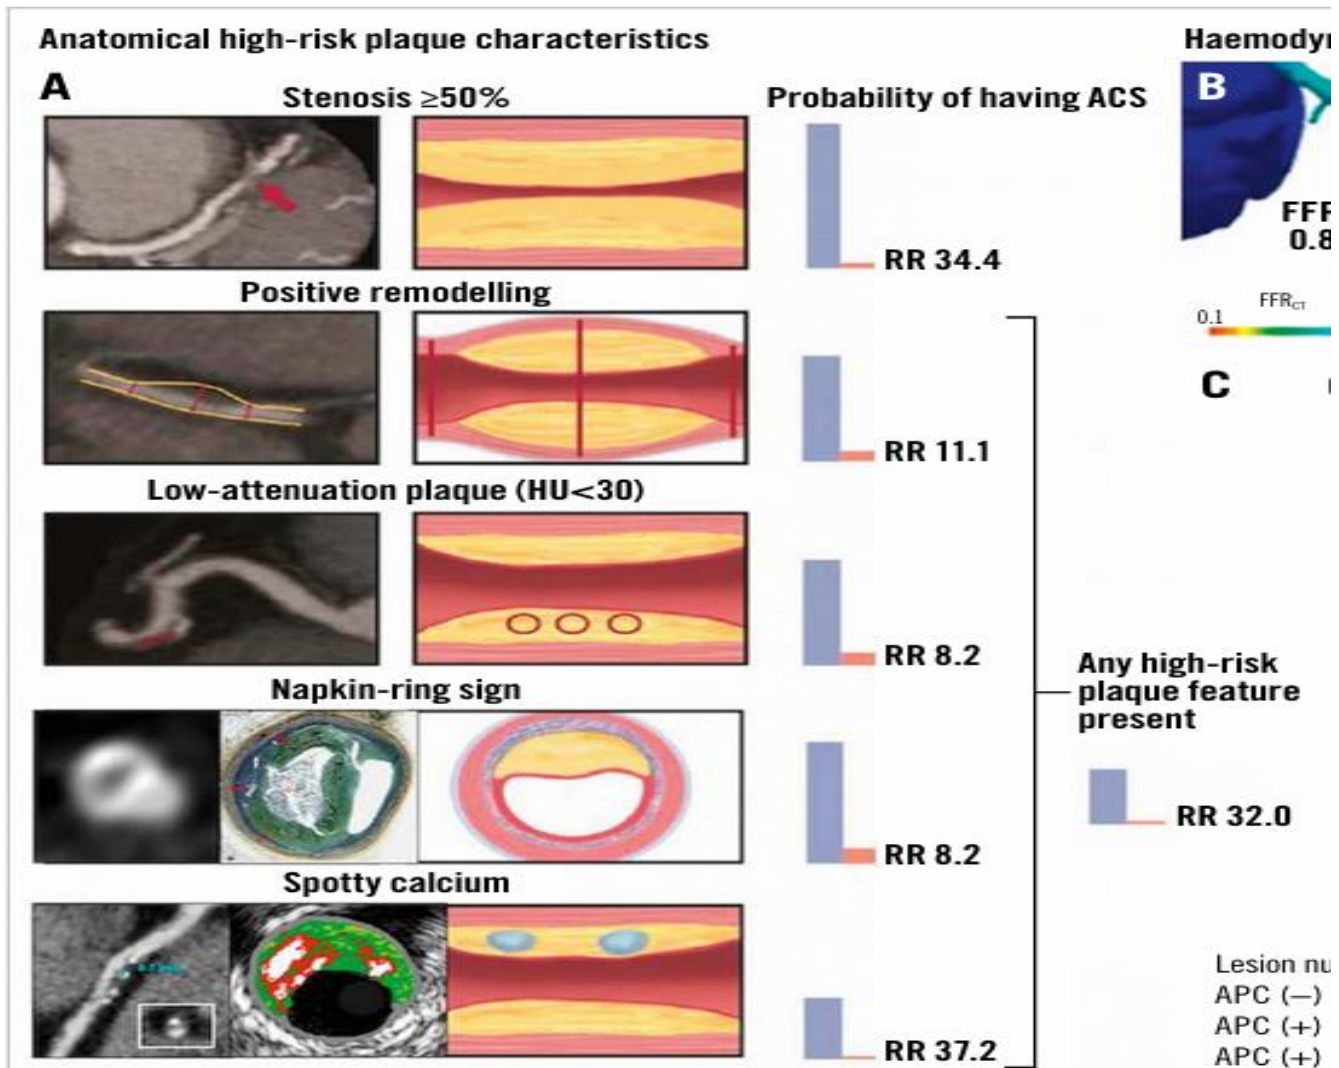 Anatomical high-risk plaque characteristics
A
Stenosis ≥50%
Probability of having ACS
RR 34.4
Positive remodelling
RR 11.1
Low-attenuation plaque (HU<30)
RR 8.2
Napkin-ring sign
RR 8.2
Spotty calcium
RR 37.2
Any high-risk
plaque feature
present
RR 32.0
Haemodyn
B
FFR
0.8
FFRCT
0.1
C
Lesion nu
APC (–)
APC (+)
APC (+)